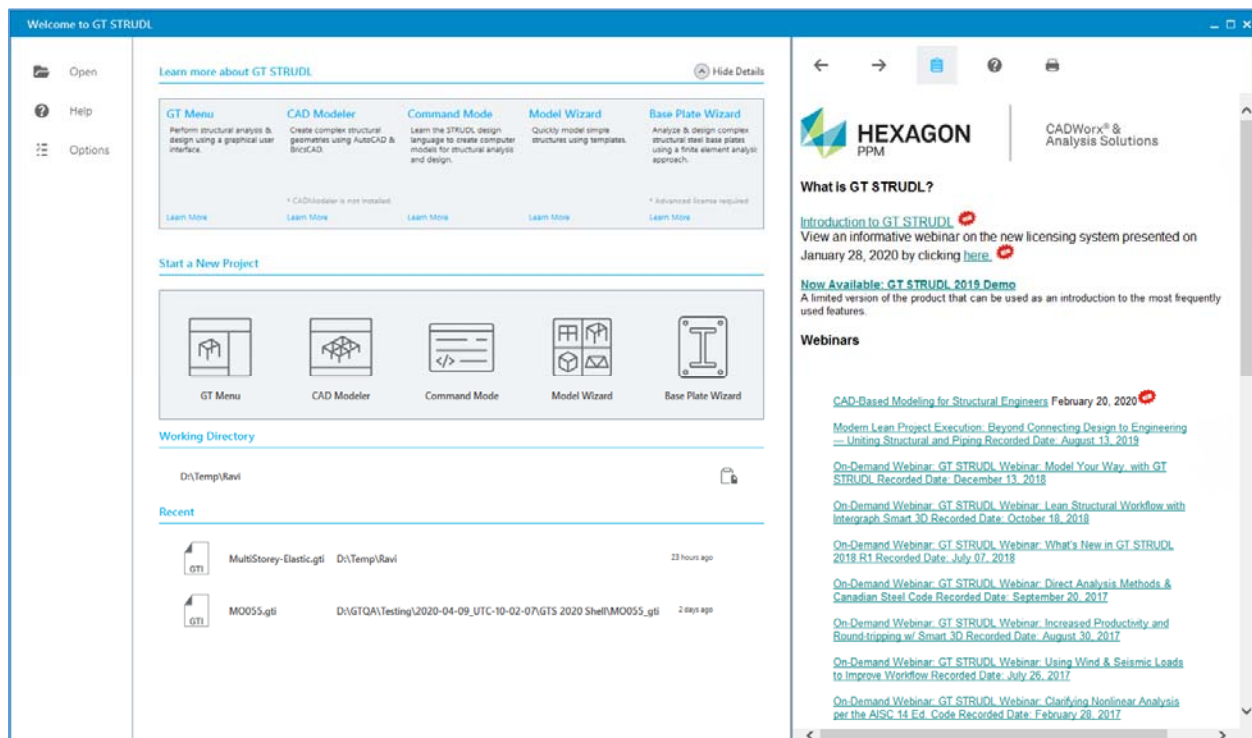 Welcome to GT STRUDL
Open
Help
Options
Learn more about GT STRUDL
Hide Details
GT Menu
Perform structural analysis &
design using a graphical user
interface.
Learn More
CAD Modeler
Create complex structural
geometries using AutoCAD &
BricsCAD.
* CADModeler is not installed.
Learn More
Command Mode
Learn the STRUDL design
language to create computer
models for structural analysis
and design.
Learn More
Model Wizard
Quickly model simple
structures using templates.
Learn More
Base Plate Wizard
Analyze & design complex
structural steel base plates
using a finite element analysis
approach.
* Advanced license required
Learn More
Start a New Project
GT Menu
CAD Modeler
Command Mode
Model Wizard
Base Plate Wizard
Working Directory
D:\Temp\Ravi
Recent
GTI
MultiStorey-Elastic.gti D:\Temp\Ravi 23 hours ago
GTI
MO055.gti D:\GTQA\Testing\2020-04-09_UTC-10-02-07\GTS 2020 Shell\MO055_gti 2 days ago
HEXAGON
PPM
CADWorx® &
Analysis Solutions
What is GT STRUDL?
Introduction to GT STRUDL
View an informative webinar on the new licensing system presented on
January 28, 2020 by clicking here.
Now Available: GT STRUDL 2019 Demo
A limited version of the product that can be used as an introduction to the most frequently
used features.
Webinars
CAD-Based Modeling for Structural Engineers February 20, 2020
Modern Lean Project Execution: Beyond Connecting Design to Engineering
— Uniting Structural and Piping Recorded Date: August 13, 2019
On-Demand Webinar: GT STRUDL Webinar: Model Your Way, with GT
STRUDL Recorded Date: December 13, 2018
On-Demand Webinar: GT STRUDL Webinar: Lean Structural Workflow with
Intergraph Smart 3D Recorded Date: October 18, 2018
On-Demand Webinar: GT STRUDL Webinar: What's New in GT STRUDL
2018 R1 Recorded Date: July 07, 2018
On-Demand Webinar: GT STRUDL Webinar: Direct Analysis Methods &
Canadian Steel Code Recorded Date: September 20, 2017
On-Demand Webinar: GT STRUDL Webinar: Increased Productivity and
Round-tripping w/ Smart 3D Recorded Date: August 30, 2017
On-Demand Webinar: GT STRUDL Webinar: Using Wind & Seismic Loads
to Improve Workflow Recorded Date: July 26, 2017
On-Demand Webinar: GT STRUDL Webinar: Clarifying Nonlinear Analysis
per the AISC 14 Ed. Code Recorded Date: February 28, 2017